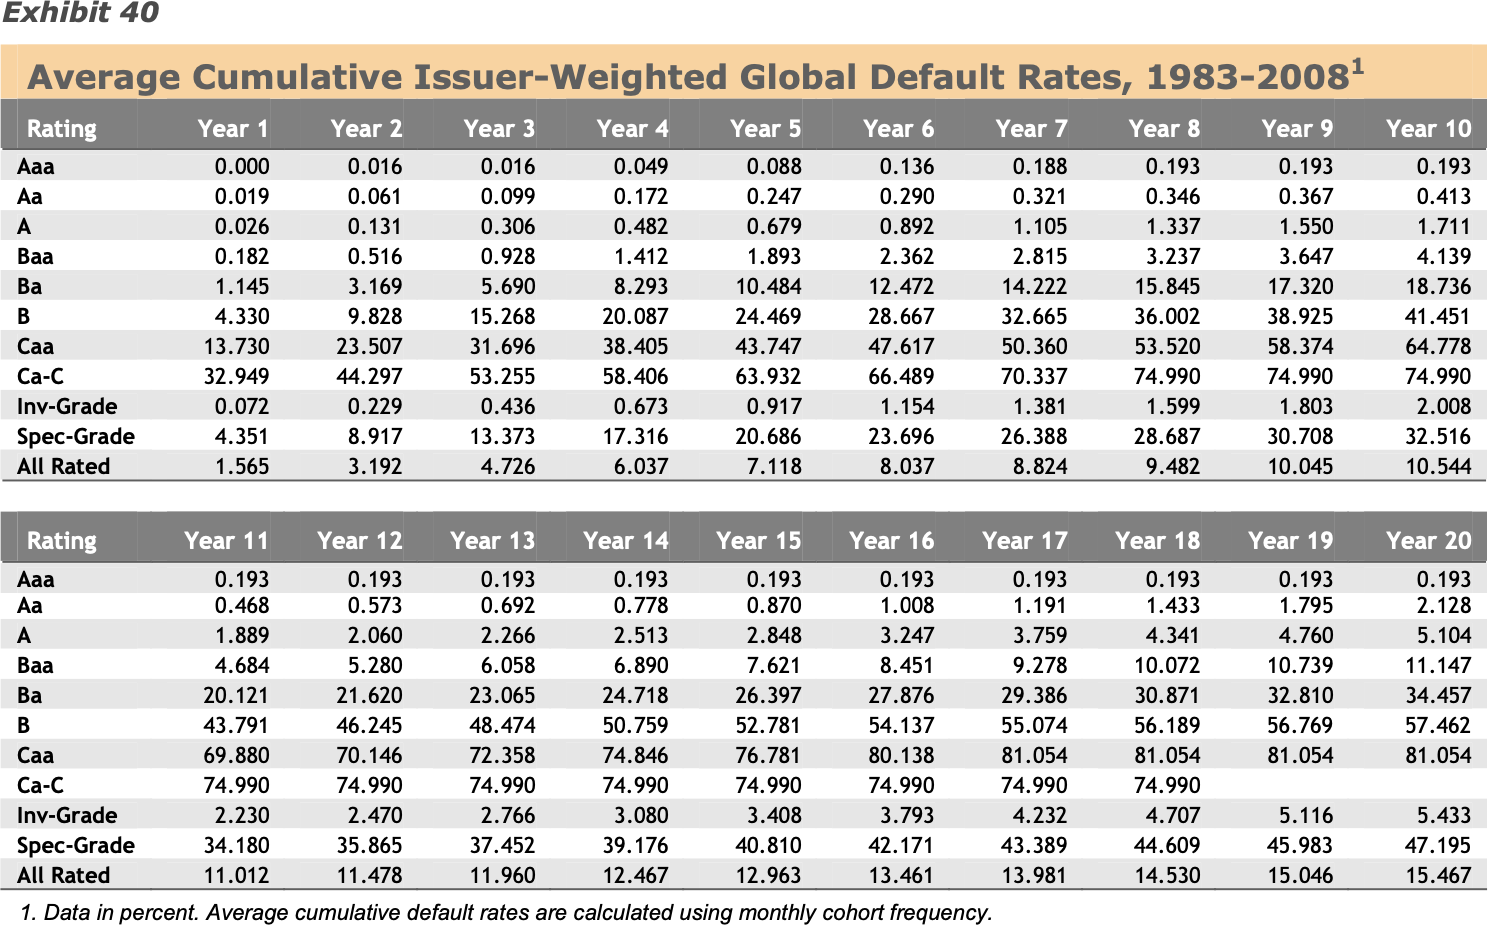 Exhibit 40
Average Cumulative Issuer-Weighted Global Default Rates, 1983-2008¹
Rating Year 1 Year 2 Year 3 Year 4 Year 5 Year 6 Year 7 Year 8 Year 9 Year 10
Aaa 0.000 0.016 0.016 0.049 0.088 0.136 0.188 0.193 0.193 0.193
Aa 0.019 0.061 0.099 0.172 0.247 0.290 0.321 0.346 0.367 0.413
A 0.026 0.131 0.306 0.482 0.679 0.892 1.105 1.337 1.550 1.711
Baa 0.182 0.516 0.928 1.412 1.893 2.362 2.815 3.237 3.647 4.139
Ba 1.145 3.169 5.690 8.293 10.484 12.472 14.222 15.845 17.320 18.736
B 4.330 9.828 15.268 20.087 24.469 28.667 32.665 36.002 38.925 41.451
Caa 13.730 23.507 31.696 38.405 43.747 47.617 50.360 53.520 58.374 64.778
Ca-C 32.949 44.297 53.255 58.406 63.932 66.489 70.337 74.990 74.990 74.990
Inv-Grade 0.072 0.229 0.436 0.673 0.917 1.154 1.381 1.599 1.803 2.008
Spec-Grade 4.351 8.917 13.373 17.316 20.686 23.696 26.388 28.687 30.708 32.516
All Rated 1.565 3.192 4.726 6.037 7.118 8.037 8.824 9.482 10.045 10.544
Rating Year 11 Year 12 Year 13 Year 14 Year 15 Year 16 Year 17 Year 18 Year 19 Year 20
Aaa 0.193 0.193 0.193 0.193 0.193 0.193 0.193 0.193 0.193 0.193
Aa 0.468 0.573 0.692 0.778 0.870 1.008 1.191 1.433 1.795 2.128
A 1.889 2.060 2.266 2.513 2.848 3.247 3.759 4.341 4.760 5.104
Baa 4.684 5.280 6.058 6.890 7.621 8.451 9.278 10.072 10.739 11.147
Ba 20.121 21.620 23.065 24.718 26.397 27.876 29.386 30.871 32.810 34.457
B 43.791 46.245 48.474 50.759 52.781 54.137 55.074 56.189 56.769 57.462
Caa 69.880 70.146 72.358 74.846 76.781 80.138 81.054 81.054 81.054 81.054
Ca-C 74.990 74.990 74.990 74.990 74.990 74.990 74.990 74.990
Inv-Grade 2.230 2.470 2.766 3.080 3.408 3.793 4.232 4.707 5.116 5.433
Spec-Grade 34.180 35.865 37.452 39.176 40.810 42.171 43.389 44.609 45.983 47.195
All Rated 11.012 11.478 11.960 12.467 12.963 13.461 13.981 14.530 15.046 15.467
1. Data in percent. Average cumulative default rates are calculated using monthly cohort frequency.